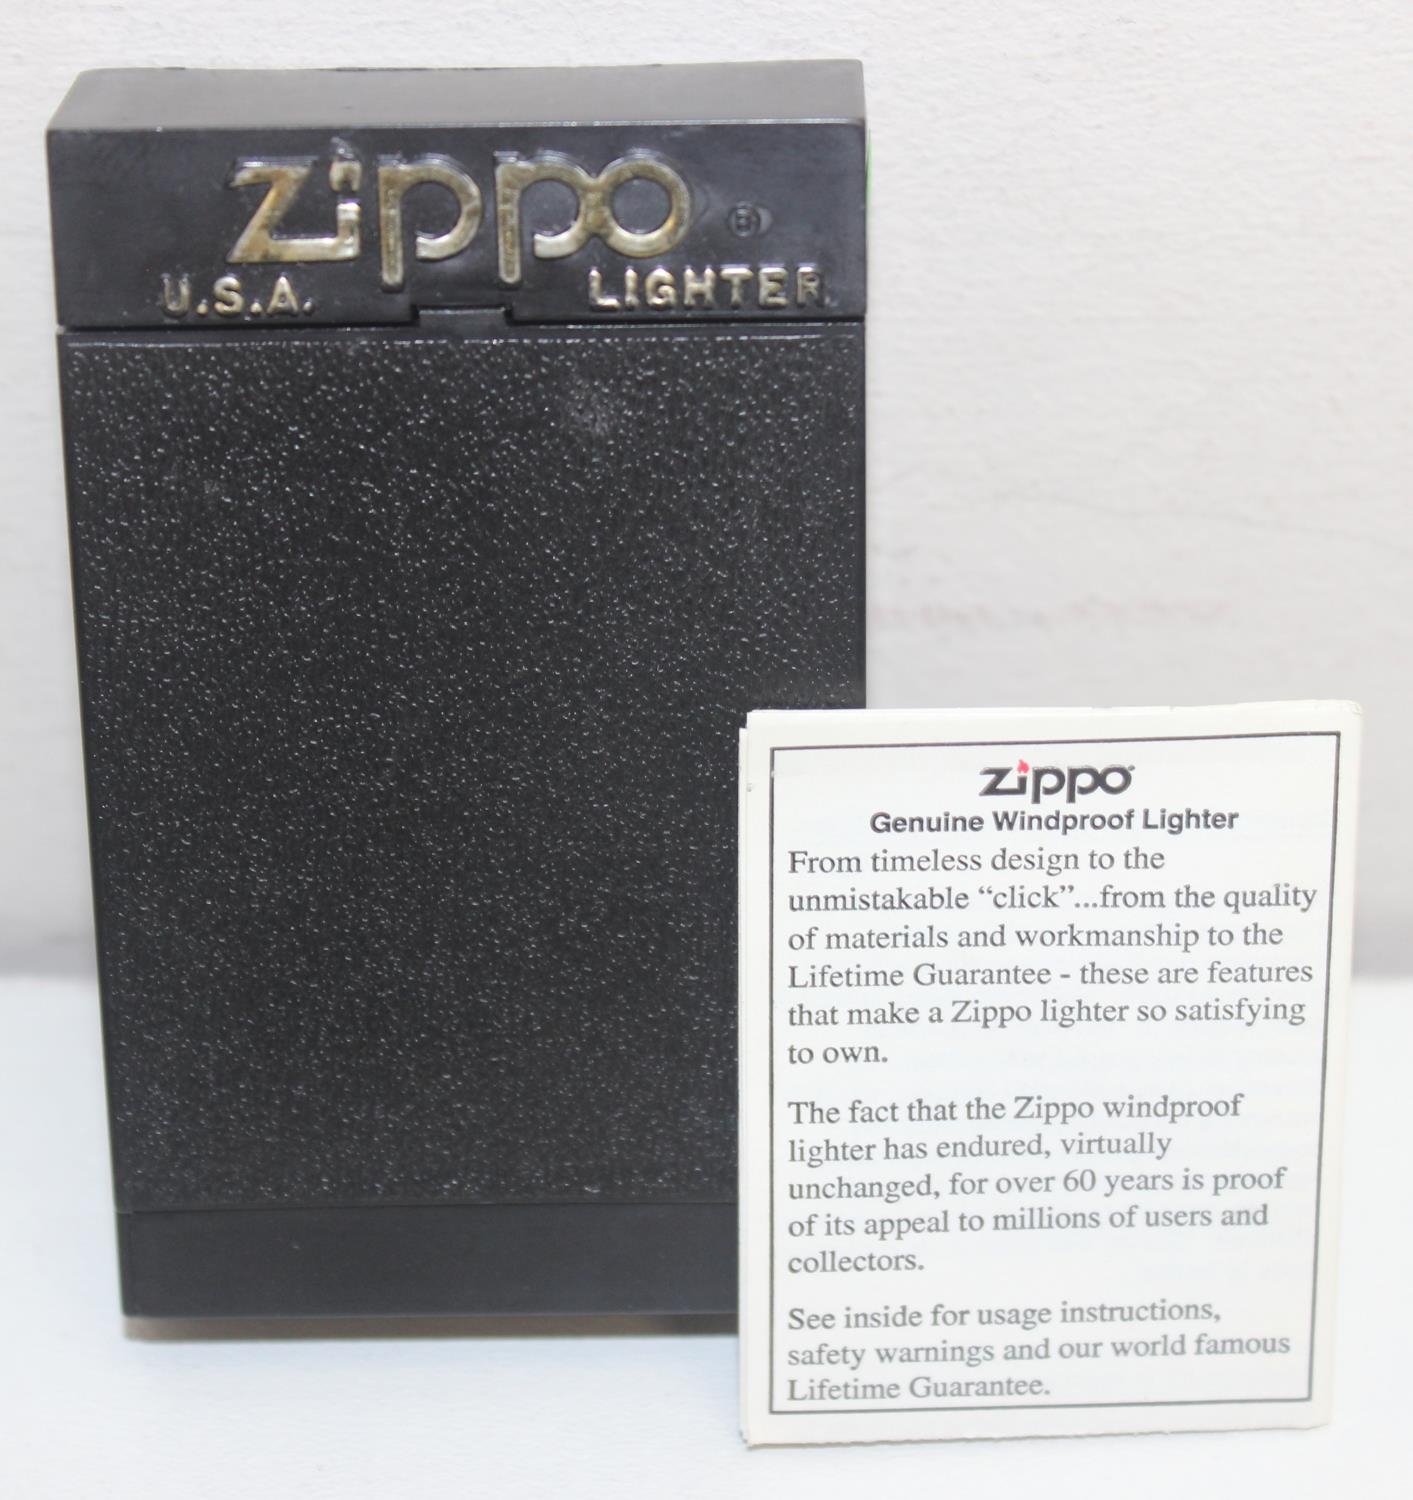 Zippo ®
U.S.A. LIGHTER
Zippo
Genuine Windproof Lighter
From timeless design to the
unmistakable “click”...from the quality
of materials and workmanship to the
Lifetime Guarantee - these are features
that make a Zippo lighter so satisfying
to own.
The fact that the Zippo windproof
lighter has endured, virtually
unchanged, for over 60 years is proof
of its appeal to millions of users and
collectors.
See inside for usage instructions,
safety warnings and our world famous
Lifetime Guarantee.